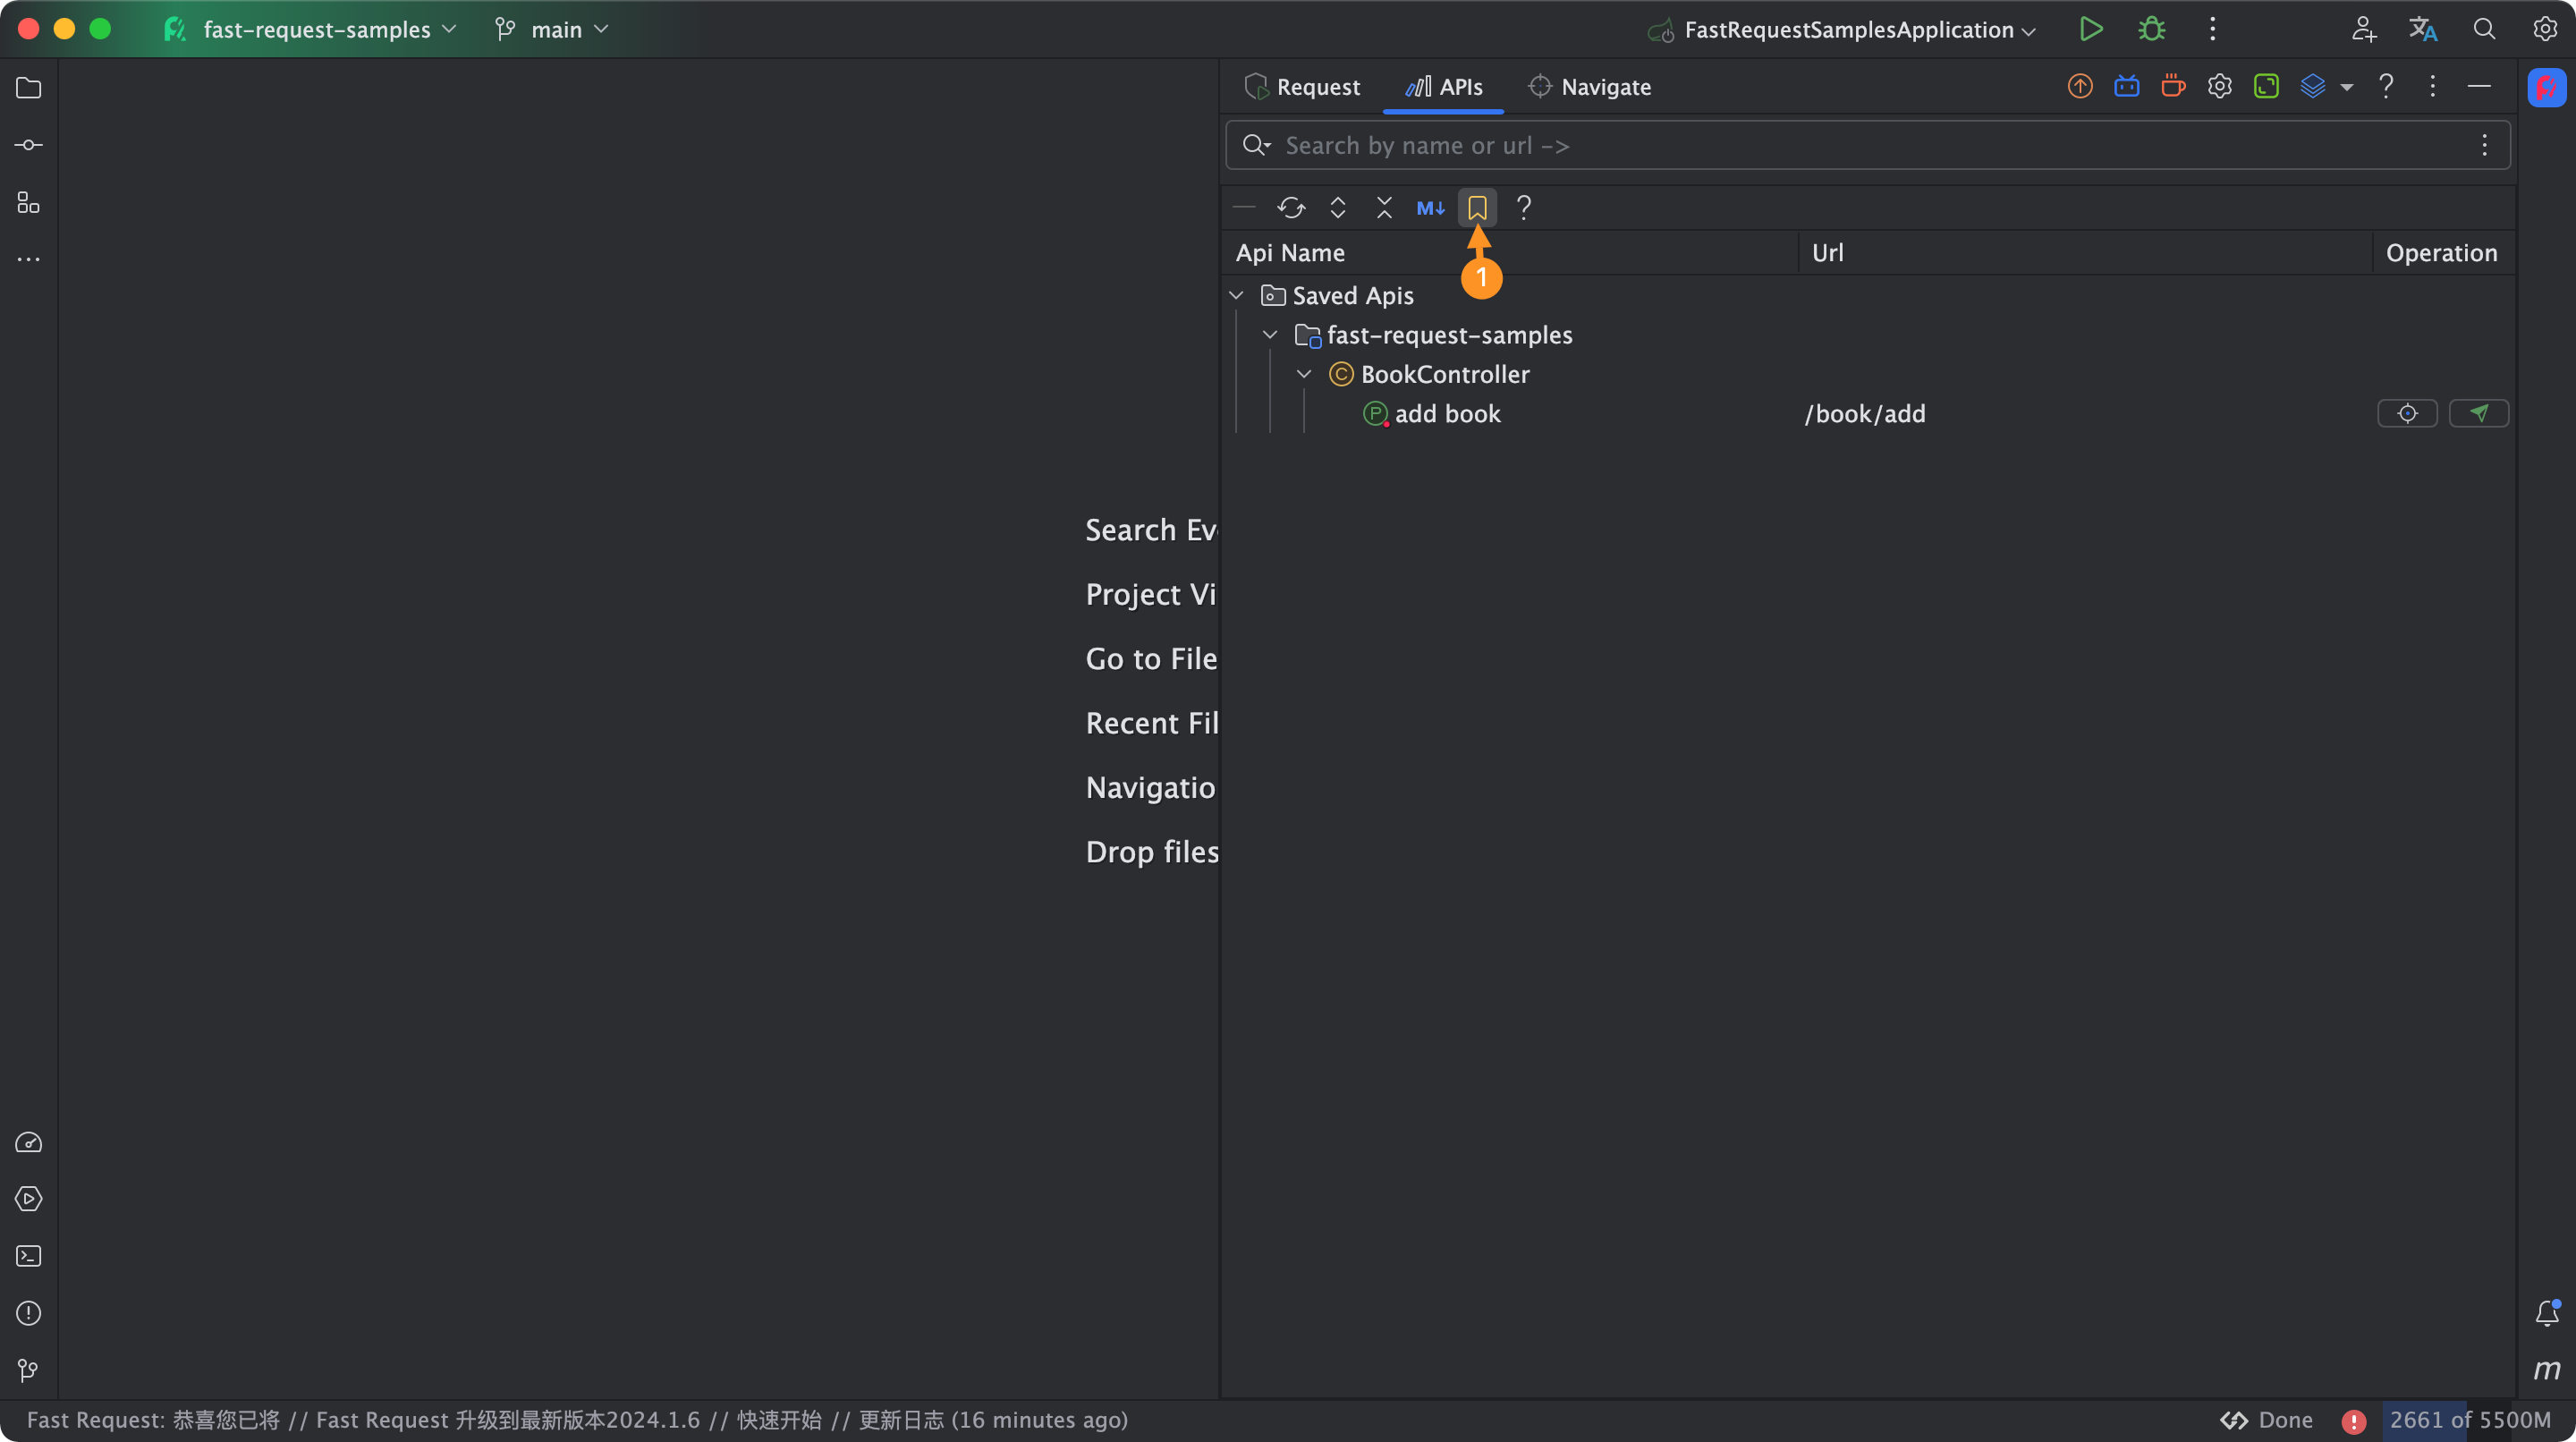 fast-request-samples main FastRequestSamplesApplication
Request APIs Navigate
Search by name or url ->
M↓
1
Api Name Url Operation
Saved Apis
fast-request-samples
BookController
add book /book/add
Search Eve
Project Vi
Go to File
Recent Fil
Navigatio
Drop files
m
Fast Request: 恭喜您已将 // Fast Request 升级到最新版本2024.1.6 // 快速开始 // 更新日志 (16 minutes ago) Done 2661 of 5500M